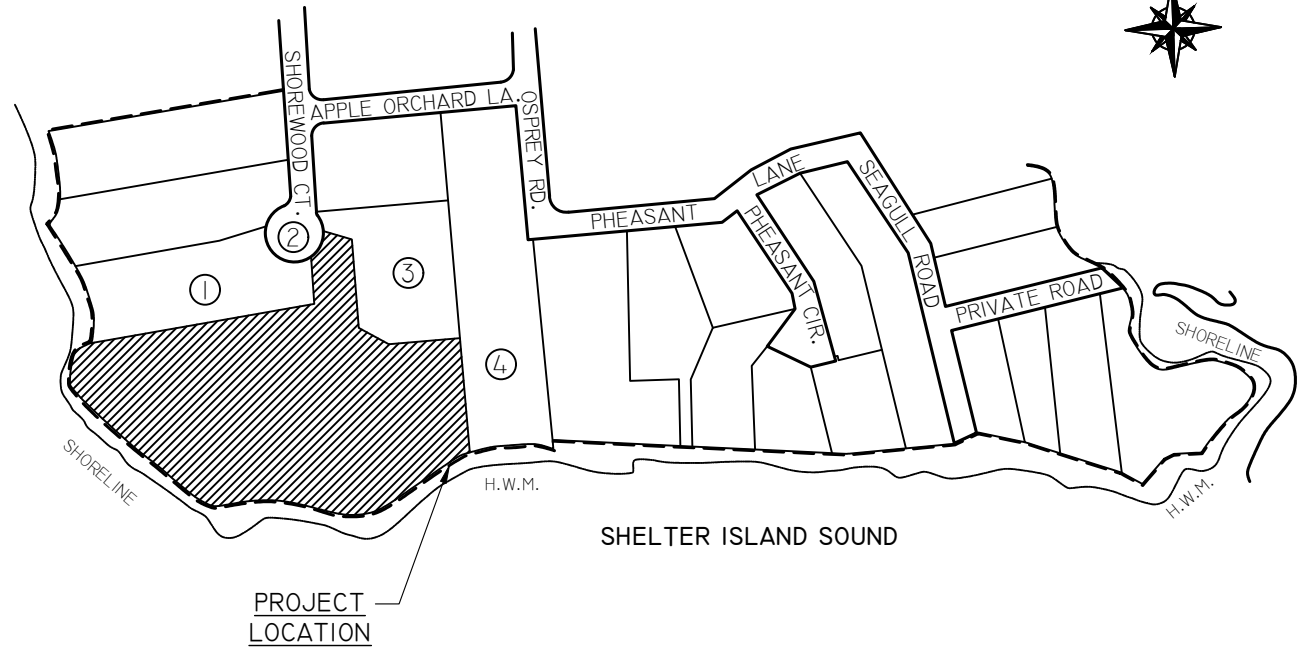 SHOREWOOD CT.
APPLE ORCHARD LA.
OSPREY RD.
PHEASANT LANE
PHEASANT CIR.
SEAGULL ROAD
PRIVATE ROAD
SHORELINE
1
2
3
4
SHORELINE
H.W.M.
H.W.M.
SHELTER ISLAND SOUND
PROJECT
LOCATION